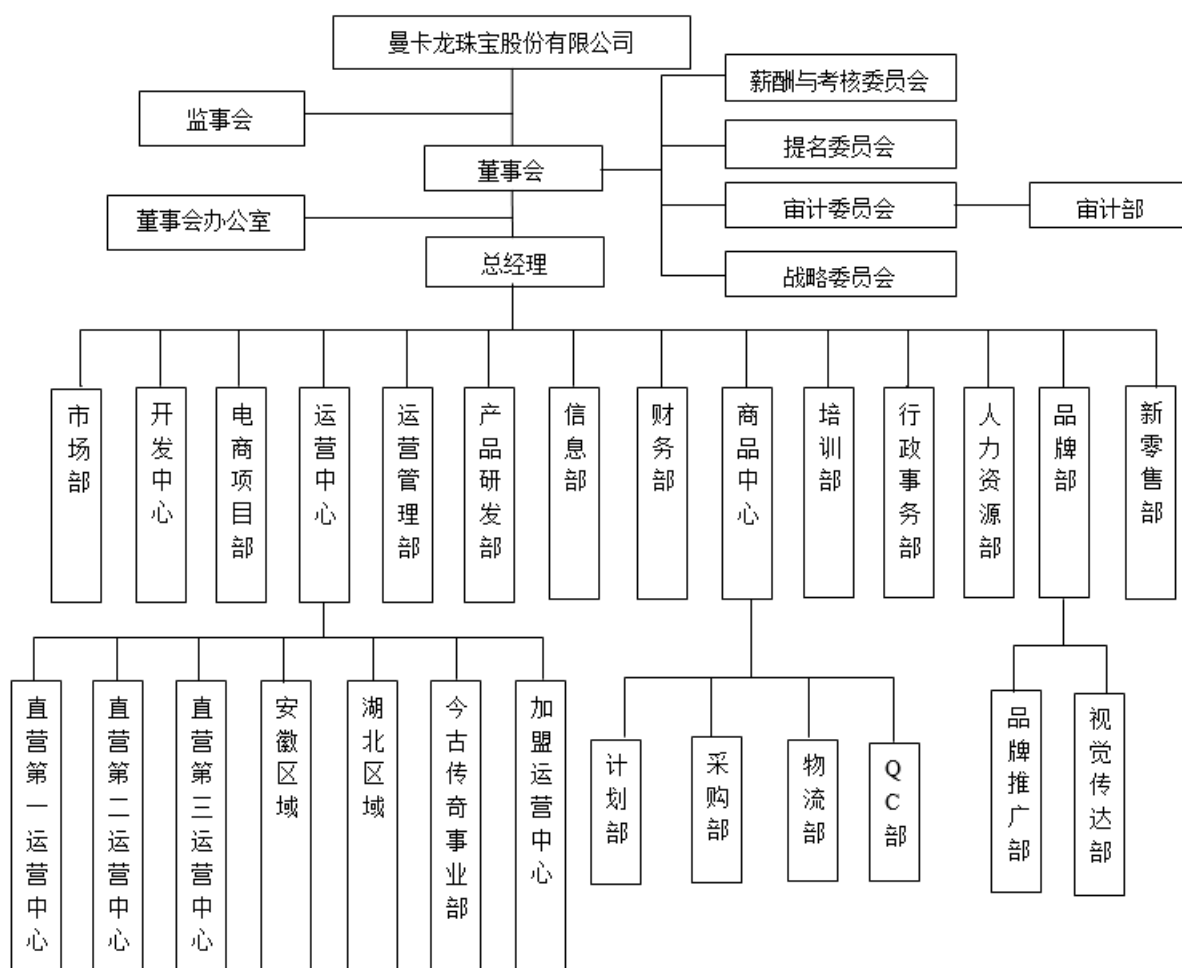 曼卡龙珠宝股份有限公司
薪酬与考核委员会
监事会
提名委员会
董事会
审计委员会
审计部
董事会办公室
总经理
战略委员会
市场部
开发中心
电商项目部
运营中心
运营管理部
产品研发部
信息部
财务部
商品中心
培训部
行政事务部
人力资源部
品牌部
新零售部
直营第一运营中心
直营第二运营中心
直营第三运营中心
安徽区域
湖北区域
今古传奇事业部
加盟运营中心
计划部
采购部
物流部
QC部
品牌推广部
视觉传达部